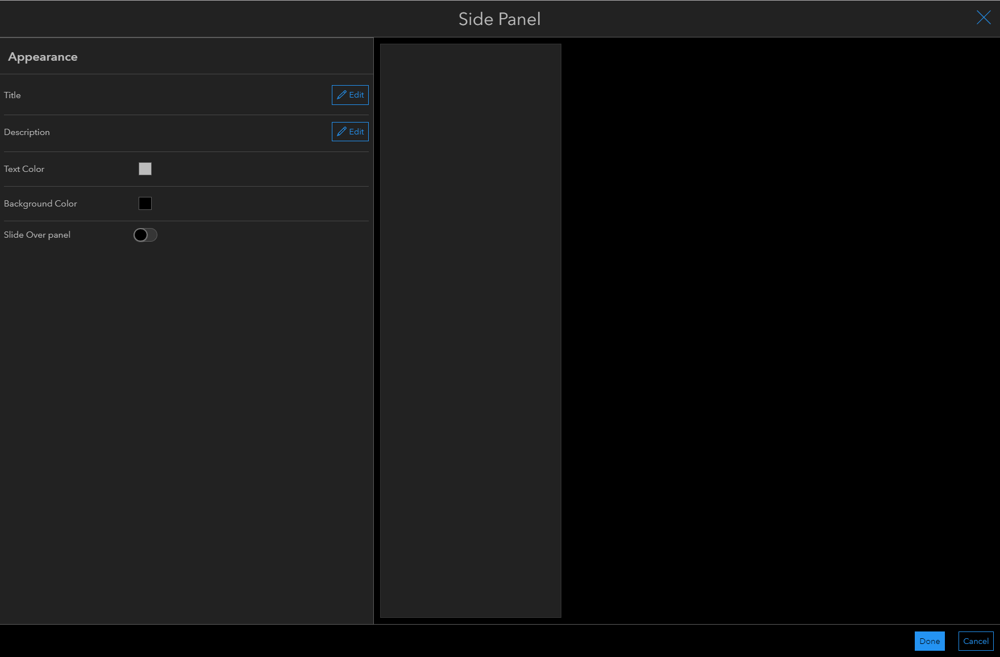 Side Panel
Appearance
Title
Edit
Description
Edit
Text Color
Background Color
Slide Over panel
Done
Cancel